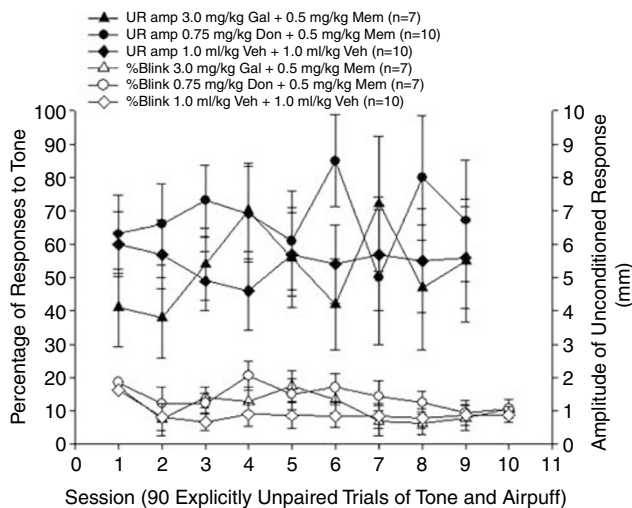 UR amp 3.0 mg/kg Gal + 0.5 mg/kg Mem (n=7)
UR amp 0.75 mg/kg Don + 0.5 mg/kg Mem (n=10)
UR amp 1.0 ml/kg Veh + 1.0 ml/kg Veh (n=10)
%Blink 3.0 mg/kg Gal + 0.5 mg/kg Mem (n=7)
%Blink 0.75 mg/kg Don + 0.5 mg/kg Mem (n=7)
%Blink 1.0 ml/kg Veh + 1.0 ml/kg Veh (n=10)
Percentage of Responses to Tone
100
90
80
70
60
50
40
30
20
10
0
10
9
8
7
6
5
4
3
2
1
0
Amplitude of Unconditioned Response
(mm)
0 1 2 3 4 5 6 7 8 9 10 11
Session (90 Explicitly Unpaired Trials of Tone and Airpuff)